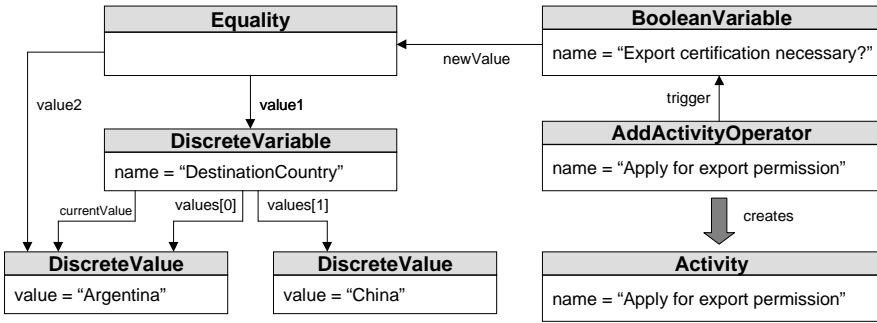 Equality
BooleanVariable
name = “Export certification necessary?”
newValue
value2
value1
trigger
DiscreteVariable
name = “DestinationCountry”
AddActivityOperator
name = “Apply for export permission”
currentValue
values[0]
values[1]
creates
DiscreteValue
value = “Argentina”
DiscreteValue
value = “China”
Activity
name = “Apply for export permission”